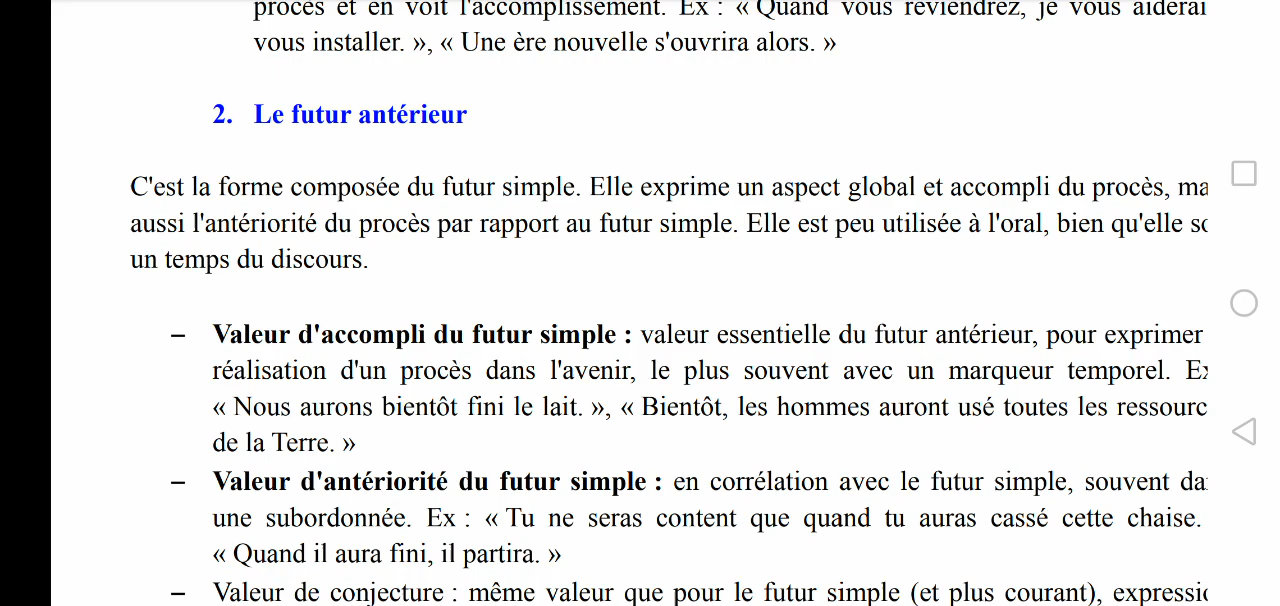 procès et en voit l'accomplissement. Ex : « Quand vous reviendrez, je vous aiderai
vous installer. », « Une ère nouvelle s'ouvrira alors. »
2. Le futur antérieur
C'est la forme composée du futur simple. Elle exprime un aspect global et accompli du procès, ma
aussi l'antériorité du procès par rapport au futur simple. Elle est peu utilisée à l'oral, bien qu'elle so
un temps du discours.
– Valeur d'accompli du futur simple : valeur essentielle du futur antérieur, pour exprimer
réalisation d'un procès dans l'avenir, le plus souvent avec un marqueur temporel. Ex
« Nous aurons bientôt fini le lait. », « Bientôt, les hommes auront usé toutes les ressourc
de la Terre. »
– Valeur d'antériorité du futur simple : en corrélation avec le futur simple, souvent da
une subordonnée. Ex : « Tu ne seras content que quand tu auras cassé cette chaise.
« Quand il aura fini, il partira. »
– Valeur de conjecture : même valeur que pour le futur simple (et plus courant), expressio